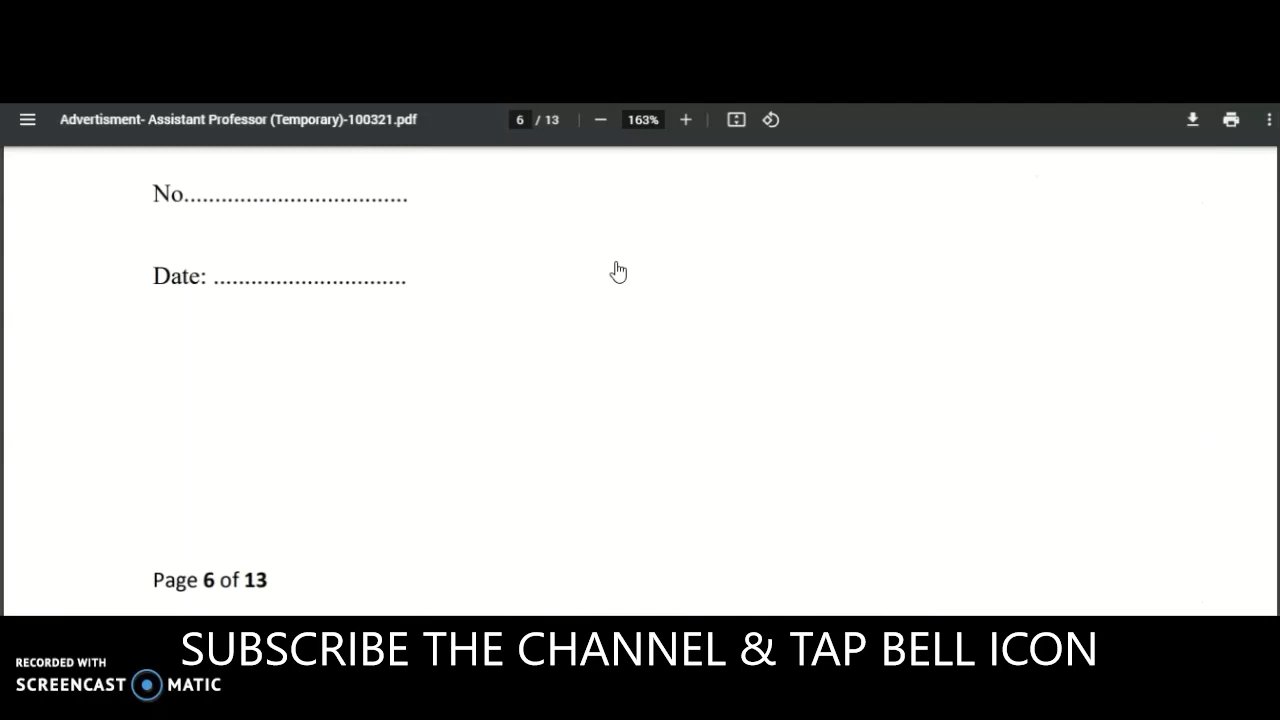 Advertisment- Assistant Professor (Temporary)-100321.pdf 6 / 13 163%
No....................................
Date: ...............................
Page 6 of 13
SUBSCRIBE THE CHANNEL & TAP BELL ICON
RECORDED WITH
SCREENCAST MATIC